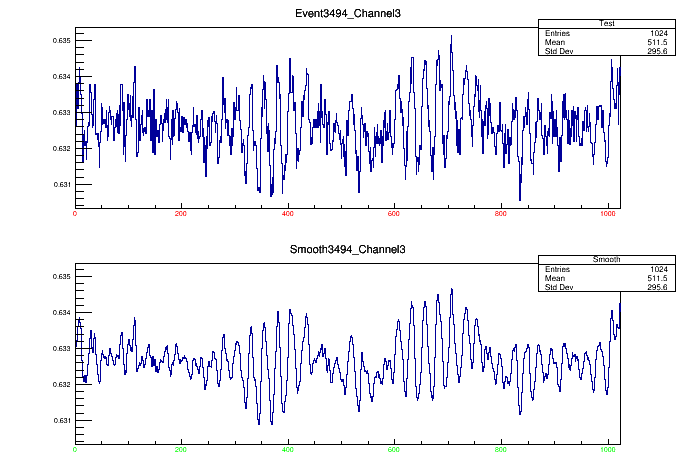 Event3494_Channel3
Test
Entries 1024
Mean 511.5
Std Dev 295.6
0.635
0.634
0.633
0.632
0.631
0 200 400 600 800 1000
Smooth3494_Channel3
Smooth
Entries 1024
Mean 511.5
Std Dev 295.6
0.635
0.634
0.633
0.632
0.631
0 200 400 600 800 1000